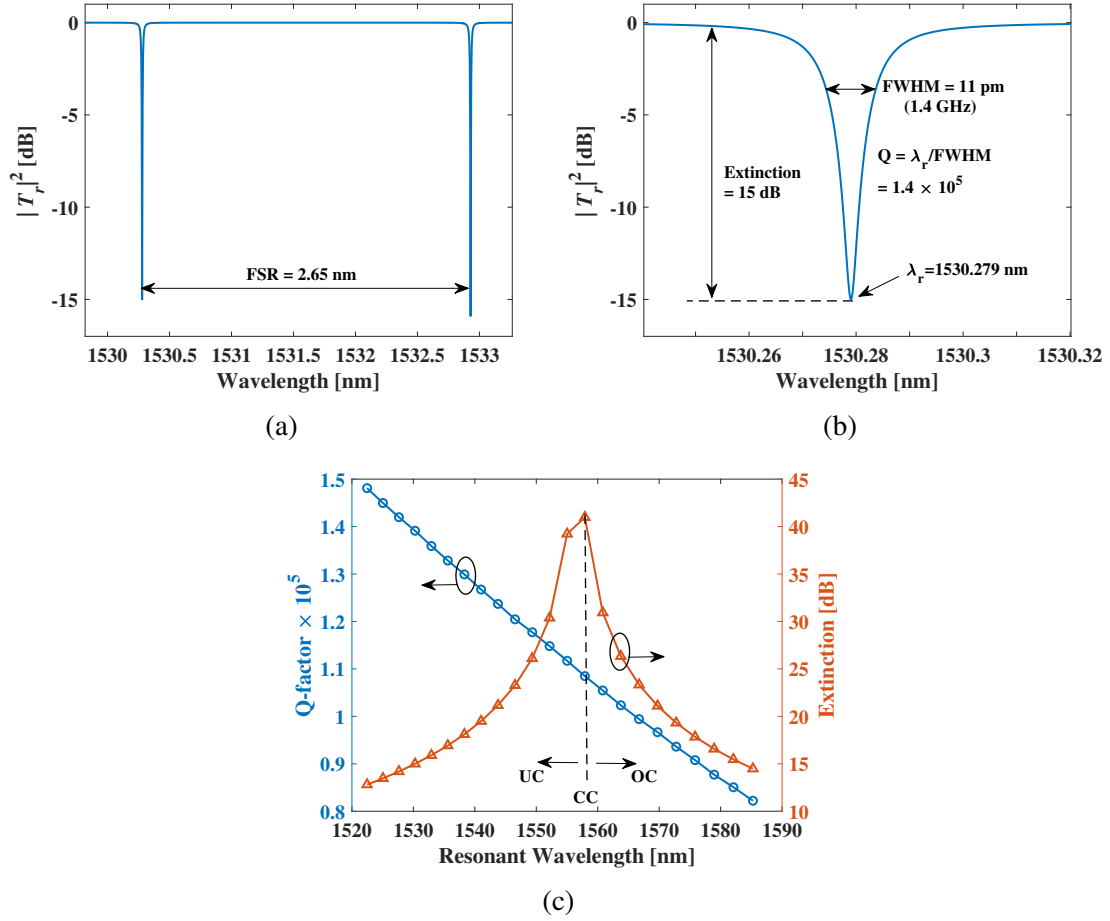 |T_r|^2 [dB]
0
-5
-10
-15
FSR = 2.65 nm
1530 1530.5 1531 1531.5 1532 1532.5 1533
Wavelength [nm]
(a)
|T_r|^2 [dB]
0
-5
-10
-15
FWHM = 11 pm
(1.4 GHz)
Extinction
= 15 dB
Q = λ_r/FWHM
= 1.4 × 10^5
λ_r=1530.279 nm
1530.26 1530.28 1530.3 1530.32
Wavelength [nm]
(b)
Q-factor × 10^5
1.5
1.4
1.3
1.2
1.1
1
0.9
0.8
45
40
35
30
25
20
15
10
Extinction [dB]
UC
OC
CC
1520 1530 1540 1550 1560 1570 1580 1590
Resonant Wavelength [nm]
(c)